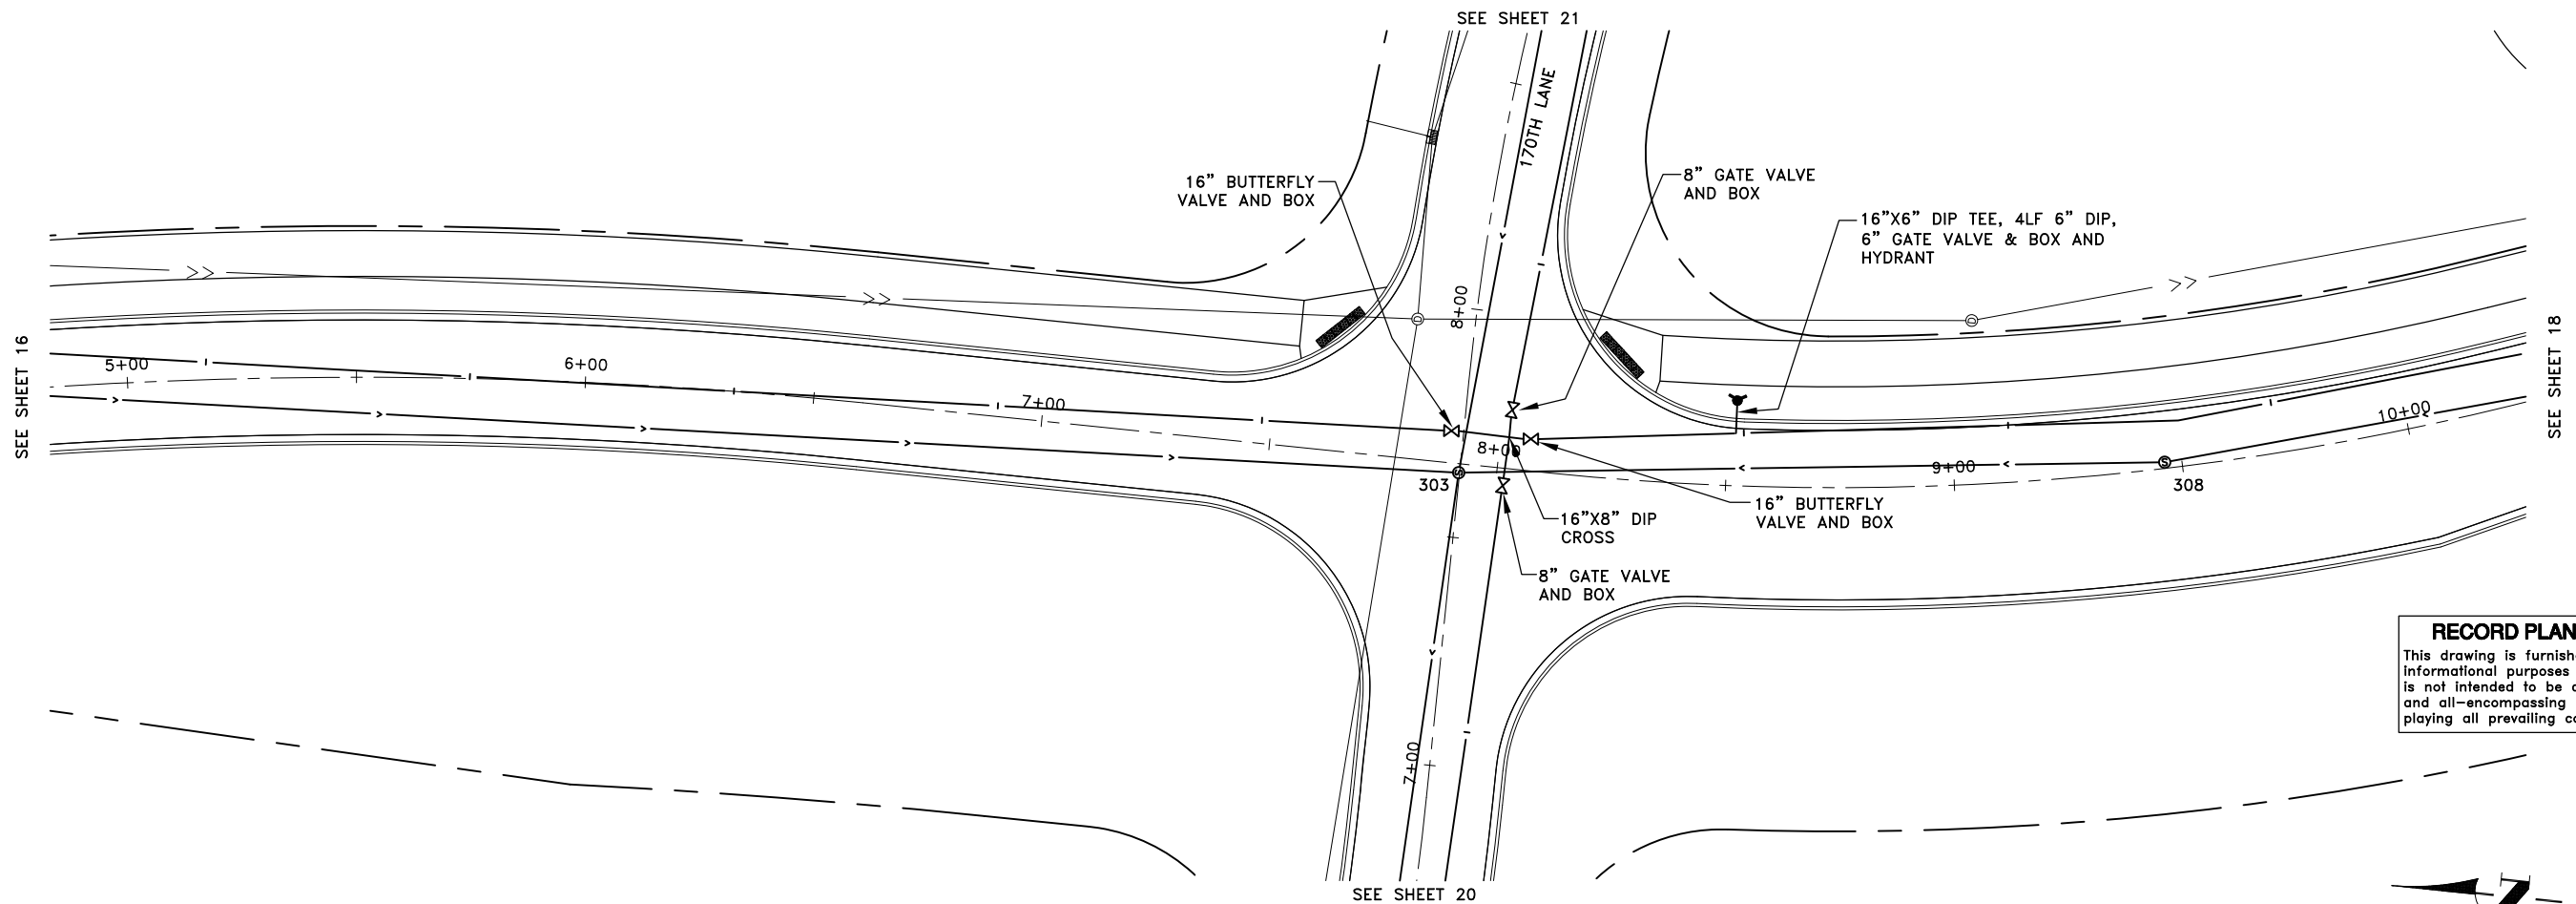 SEE SHEET 21
170TH LANE
16” BUTTERFLY
VALVE AND BOX
8” GATE VALVE
AND BOX
16”X6” DIP TEE, 4LF 6” DIP,
6” GATE VALVE & BOX AND
HYDRANT
SEE SHEET 16
5+00
6+00
7+00
8+00
8+00
9+00
10+00
SEE SHEET 18
D
D
S
S
303
308
16”X8” DIP
CROSS
16” BUTTERFLY
VALVE AND BOX
8” GATE VALVE
AND BOX
7+00
SEE SHEET 20
RECORD PLAN
This drawing is furnish
informational purposes
is not intended to be
and all-encompassing
playing all prevailing